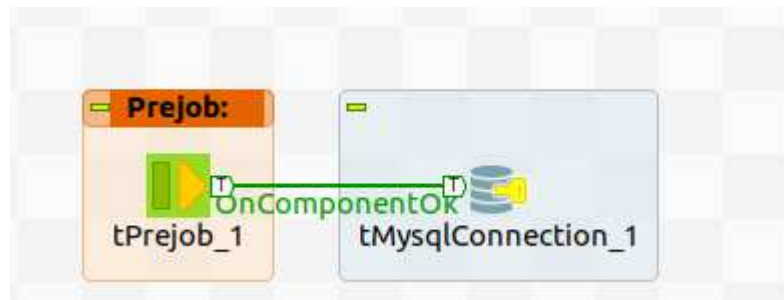 Prejob:
T
T
OnComponentOk
tPrejob_1
tMysqlConnection_1